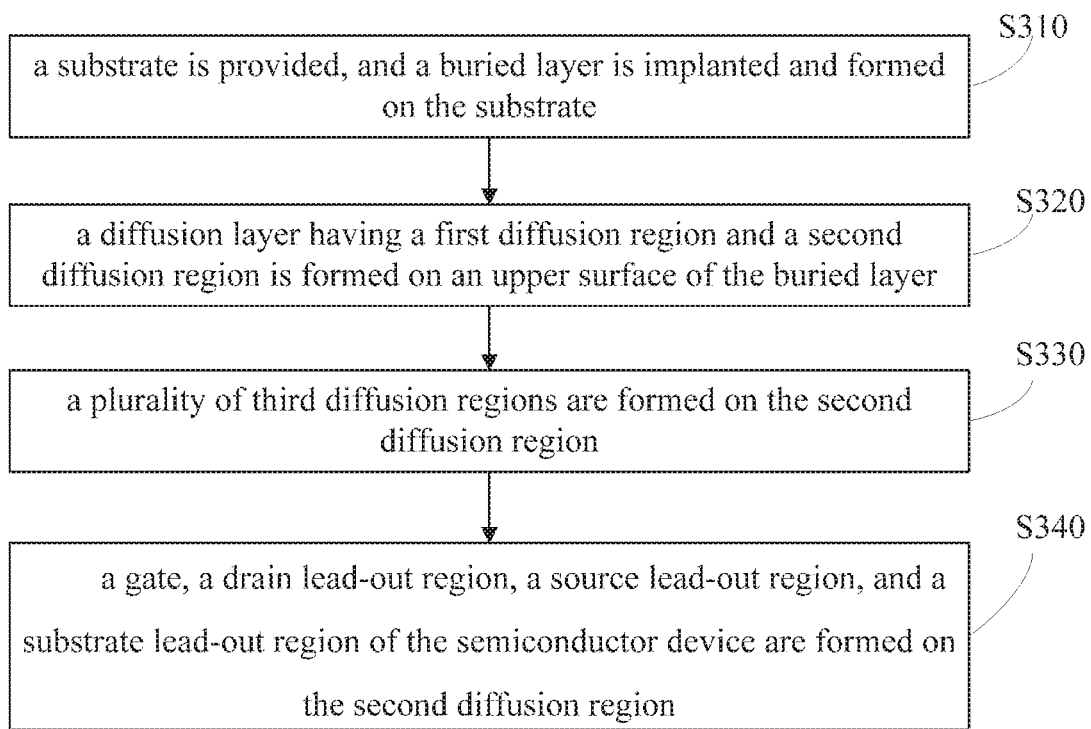 S310
a substrate is provided, and a buried layer is implanted and formed
on the substrate
S320
a diffusion layer having a first diffusion region and a second
diffusion region is formed on an upper surface of the buried layer
S330
a plurality of third diffusion regions are formed on the second
diffusion region
S340
a gate, a drain lead-out region, a source lead-out region, and a
substrate lead-out region of the semiconductor device are formed on
the second diffusion region